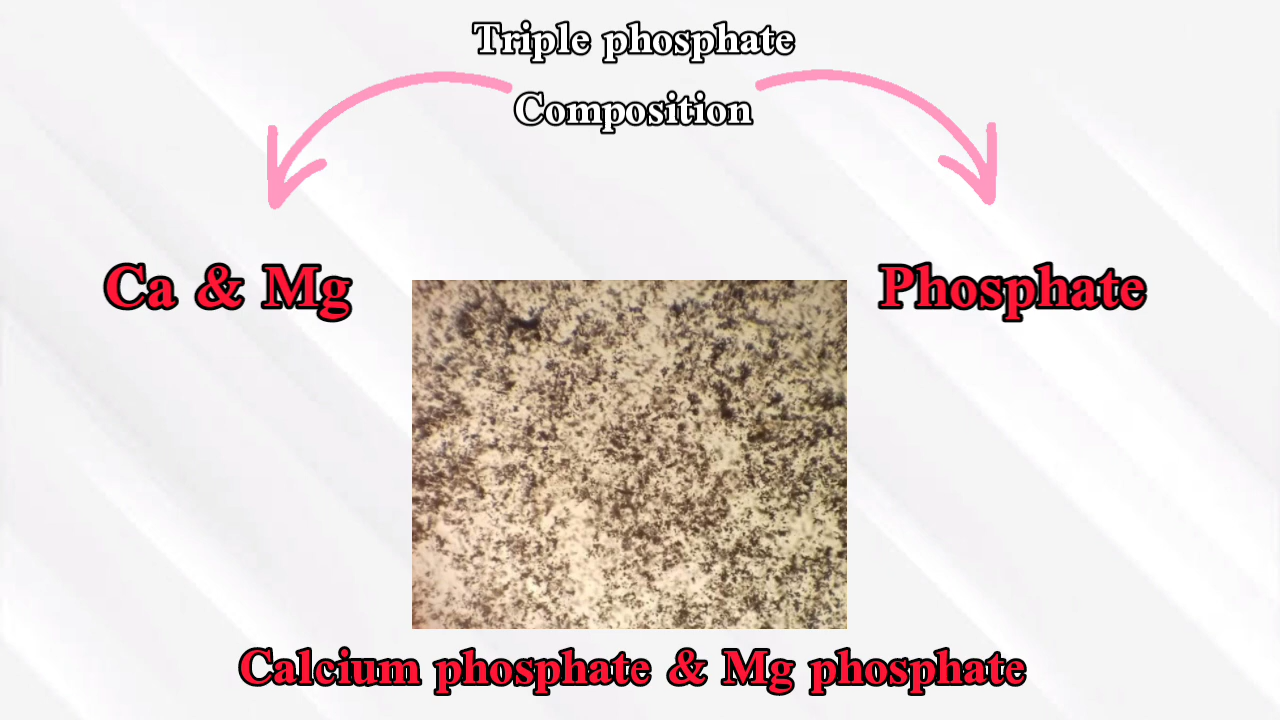 Triple phosphate
Composition
Ca & Mg
Phosphate
Calcium phosphate & Mg phosphate